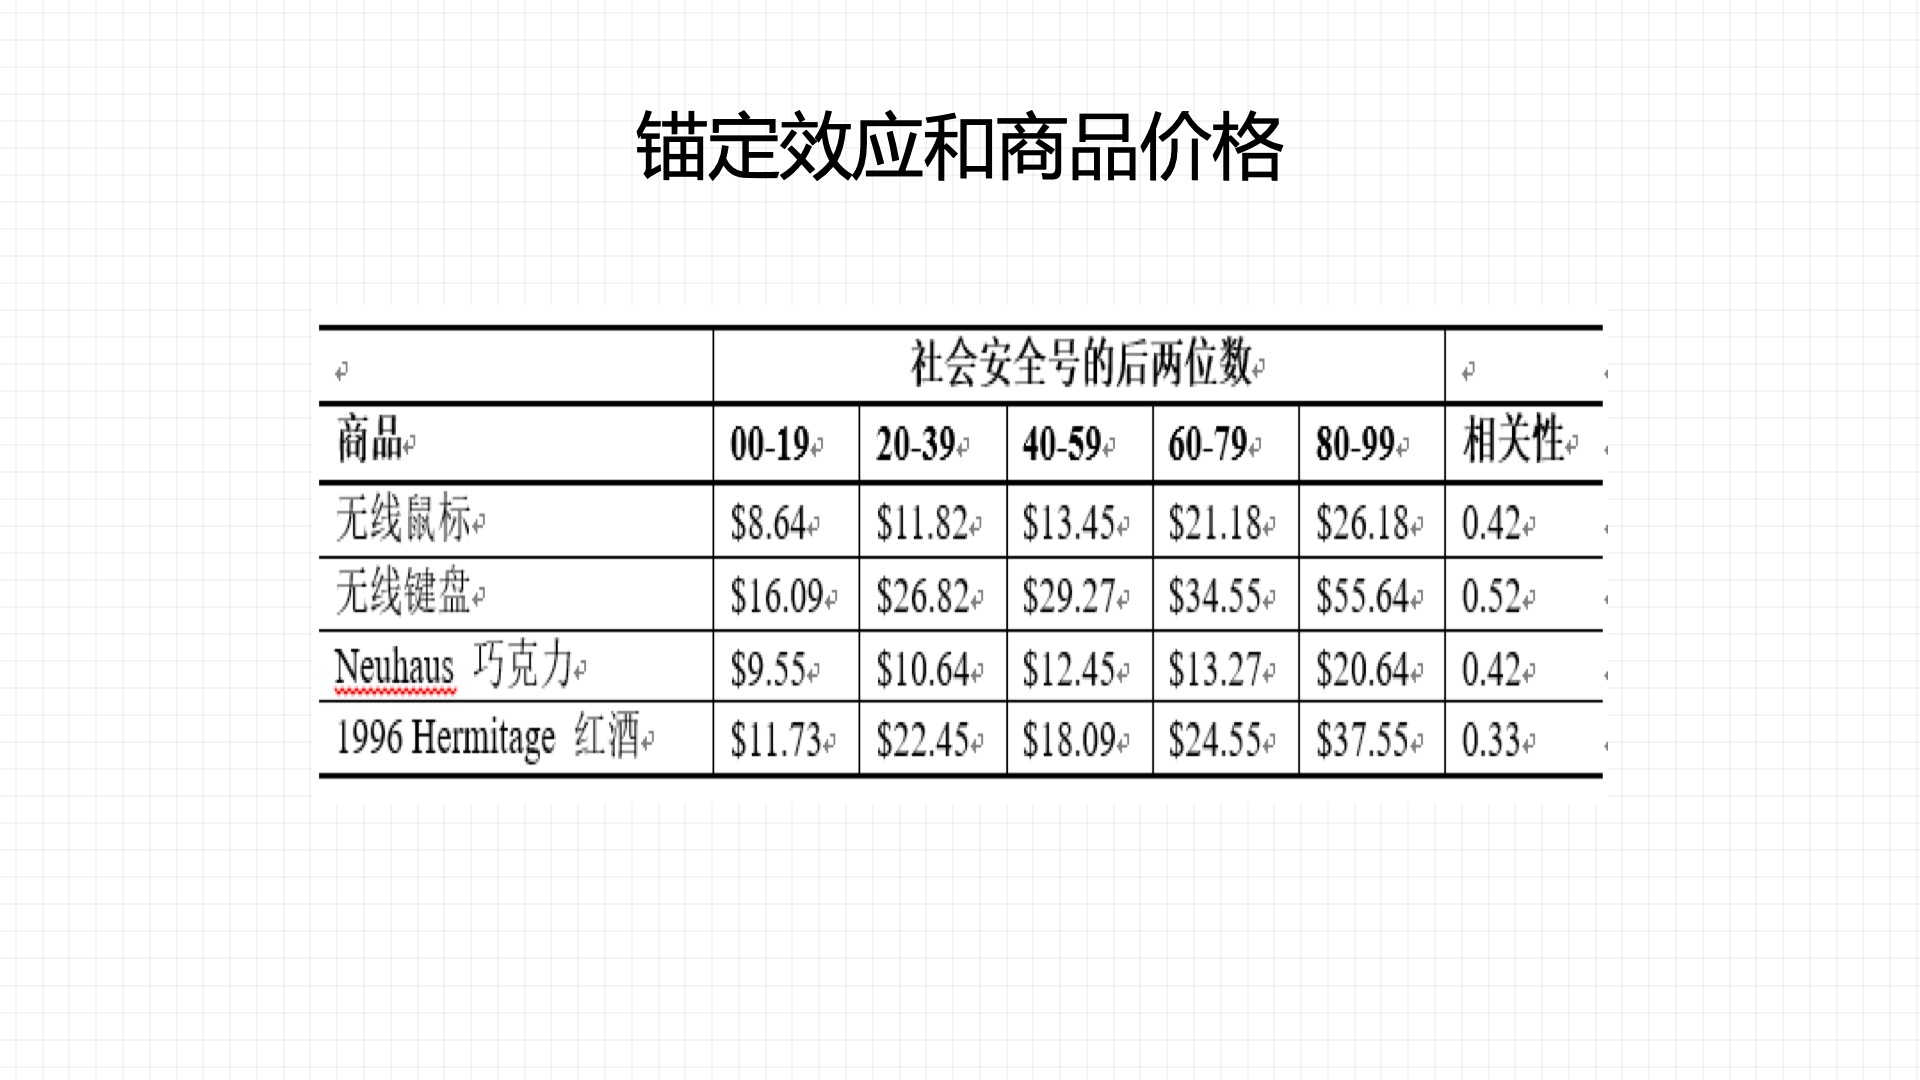 锚定效应和商品价格
社会安全号的后两位数
商品 00-19 20-39 40-59 60-79 80-99 相关性
无线鼠标 $8.64 $11.82 $13.45 $21.18 $26.18 0.42
无线键盘 $16.09 $26.82 $29.27 $34.55 $55.64 0.52
Neuhaus 巧克力 $9.55 $10.64 $12.45 $13.27 $20.64 0.42
1996 Hermitage 红酒 $11.73 $22.45 $18.09 $24.55 $37.55 0.33